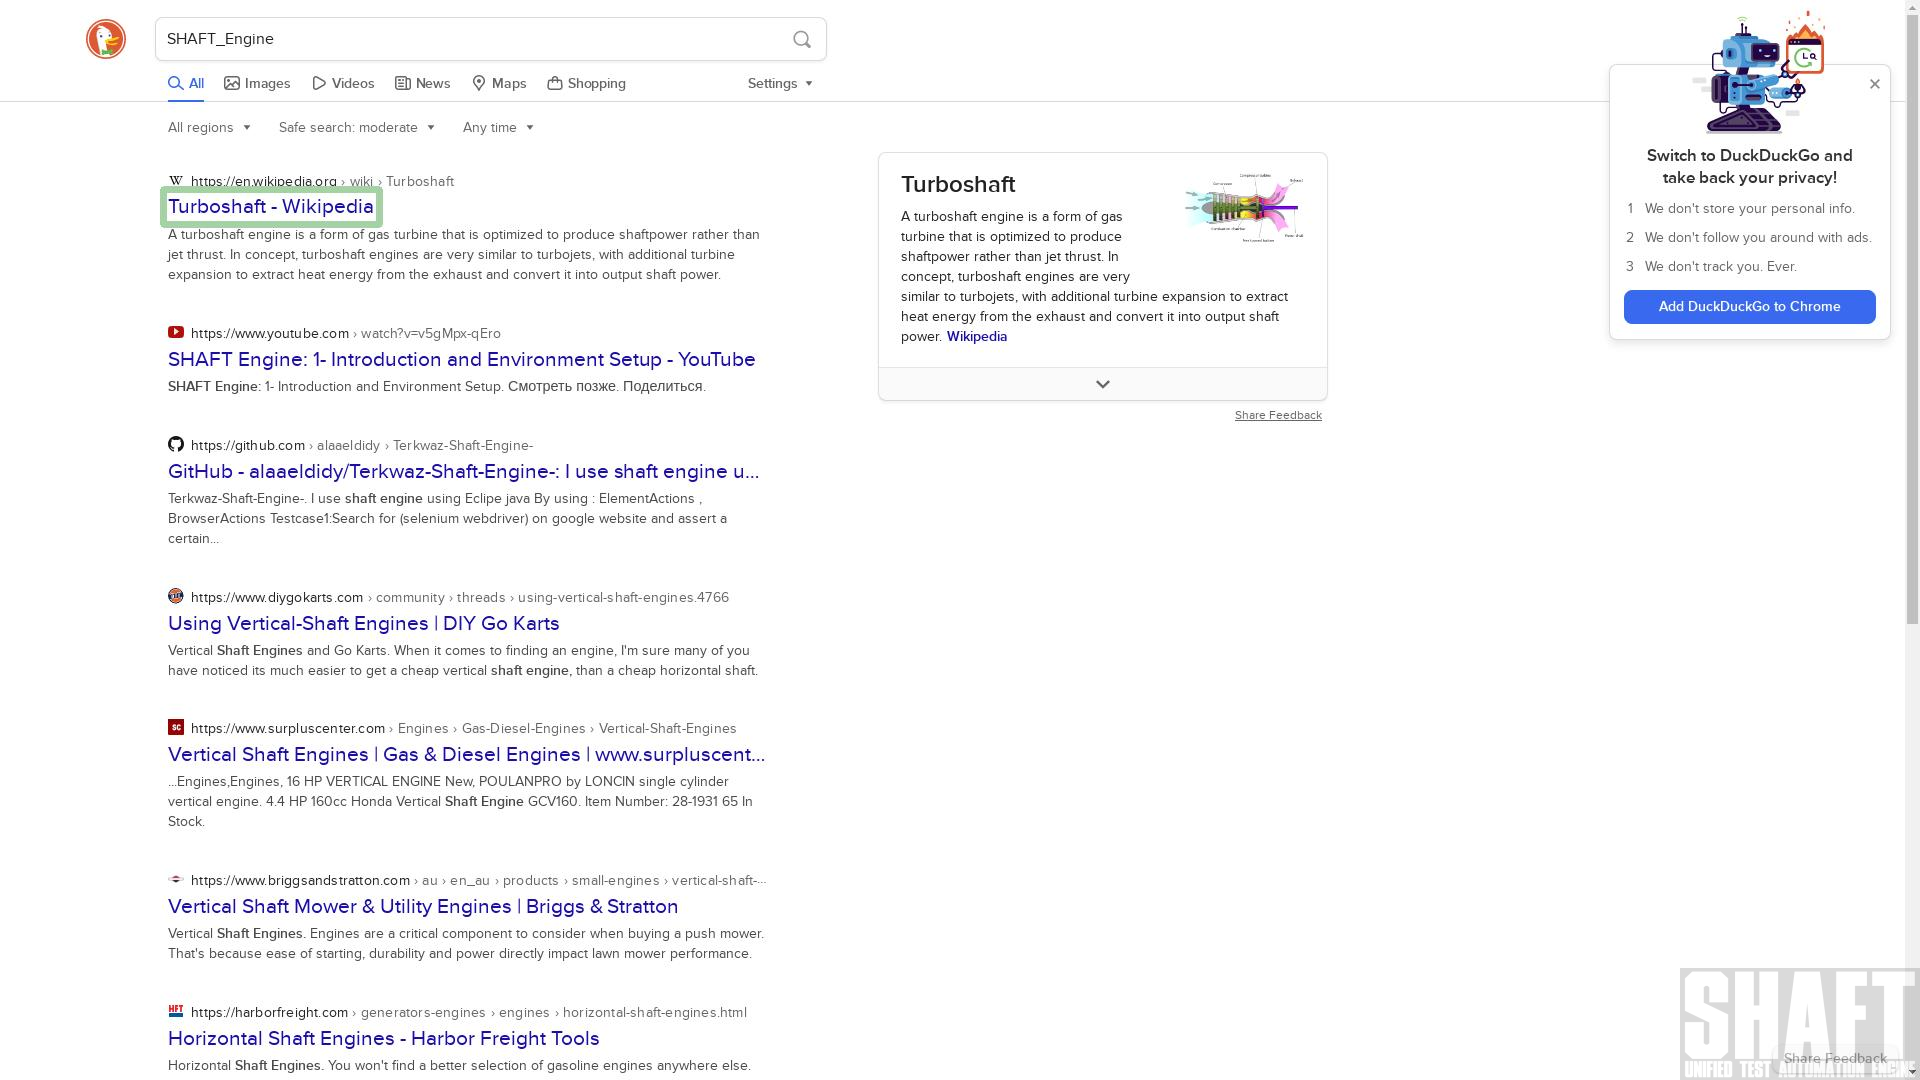 SHAFT_Engine
All
Images
Videos
News
Maps
Shopping
Settings
All regions
Safe search: moderate
Any time
https://en.wikipedia.org › wiki › Turboshaft
Turboshaft - Wikipedia
A turboshaft engine is a form of gas turbine that is optimized to produce shaftpower rather than
jet thrust. In concept, turboshaft engines are very similar to turbojets, with additional turbine
expansion to extract heat energy from the exhaust and convert it into output shaft power.
https://www.youtube.com › watch?v=v5gMpx-qEro
SHAFT Engine: 1- Introduction and Environment Setup - YouTube
SHAFT Engine: 1- Introduction and Environment Setup. Смотреть позже. Поделиться.
https://github.com › alaaeldidy › Terkwaz-Shaft-Engine-
GitHub - alaaeldidy/Terkwaz-Shaft-Engine-: I use shaft engine u...
Terkwaz-Shaft-Engine-. I use shaft engine using Eclipe java By using : ElementActions ,
BrowserActions Testcase1:Search for (selenium webdriver) on google website and assert a
certain...
https://www.diygokarts.com › community › threads › using-vertical-shaft-engines.4766
Using Vertical-Shaft Engines | DIY Go Karts
Vertical Shaft Engines and Go Karts. When it comes to finding an engine, I'm sure many of you
have noticed its much easier to get a cheap vertical shaft engine, than a cheap horizontal shaft.
SC
https://www.surpluscenter.com › Engines › Gas-Diesel-Engines › Vertical-Shaft-Engines
Vertical Shaft Engines | Gas & Diesel Engines | www.surpluscent...
...Engines,Engines, 16 HP VERTICAL ENGINE New, POULANPRO by LONCIN single cylinder
vertical engine. 4.4 HP 160cc Honda Vertical Shaft Engine GCV160. Item Number: 28-1931 65 In
Stock.
https://www.briggsandstratton.com › au › en_au › products › small-engines › vertical-shaft-...
Vertical Shaft Mower & Utility Engines | Briggs & Stratton
Vertical Shaft Engines. Engines are a critical component to consider when buying a push mower.
That's because ease of starting, durability and power directly impact lawn mower performance.
HFT
https://harborfreight.com › generators-engines › engines › horizontal-shaft-engines.html
Horizontal Shaft Engines - Harbor Freight Tools
Horizontal Shaft Engines. You won't find a better selection of gasoline engines anywhere else.
Turboshaft
A turboshaft engine is a form of gas
turbine that is optimized to produce
shaftpower rather than jet thrust. In
concept, turboshaft engines are very
similar to turbojets, with additional turbine expansion to extract
heat energy from the exhaust and convert it into output shaft
power. Wikipedia
Share Feedback
Switch to DuckDuckGo and
take back your privacy!
1 We don't store your personal info.
2 We don't follow you around with ads.
3 We don't track you. Ever.
Add DuckDuckGo to Chrome
SHAFT
UNIFIED TEST AUTOMATION ENGINE
Share Feedback